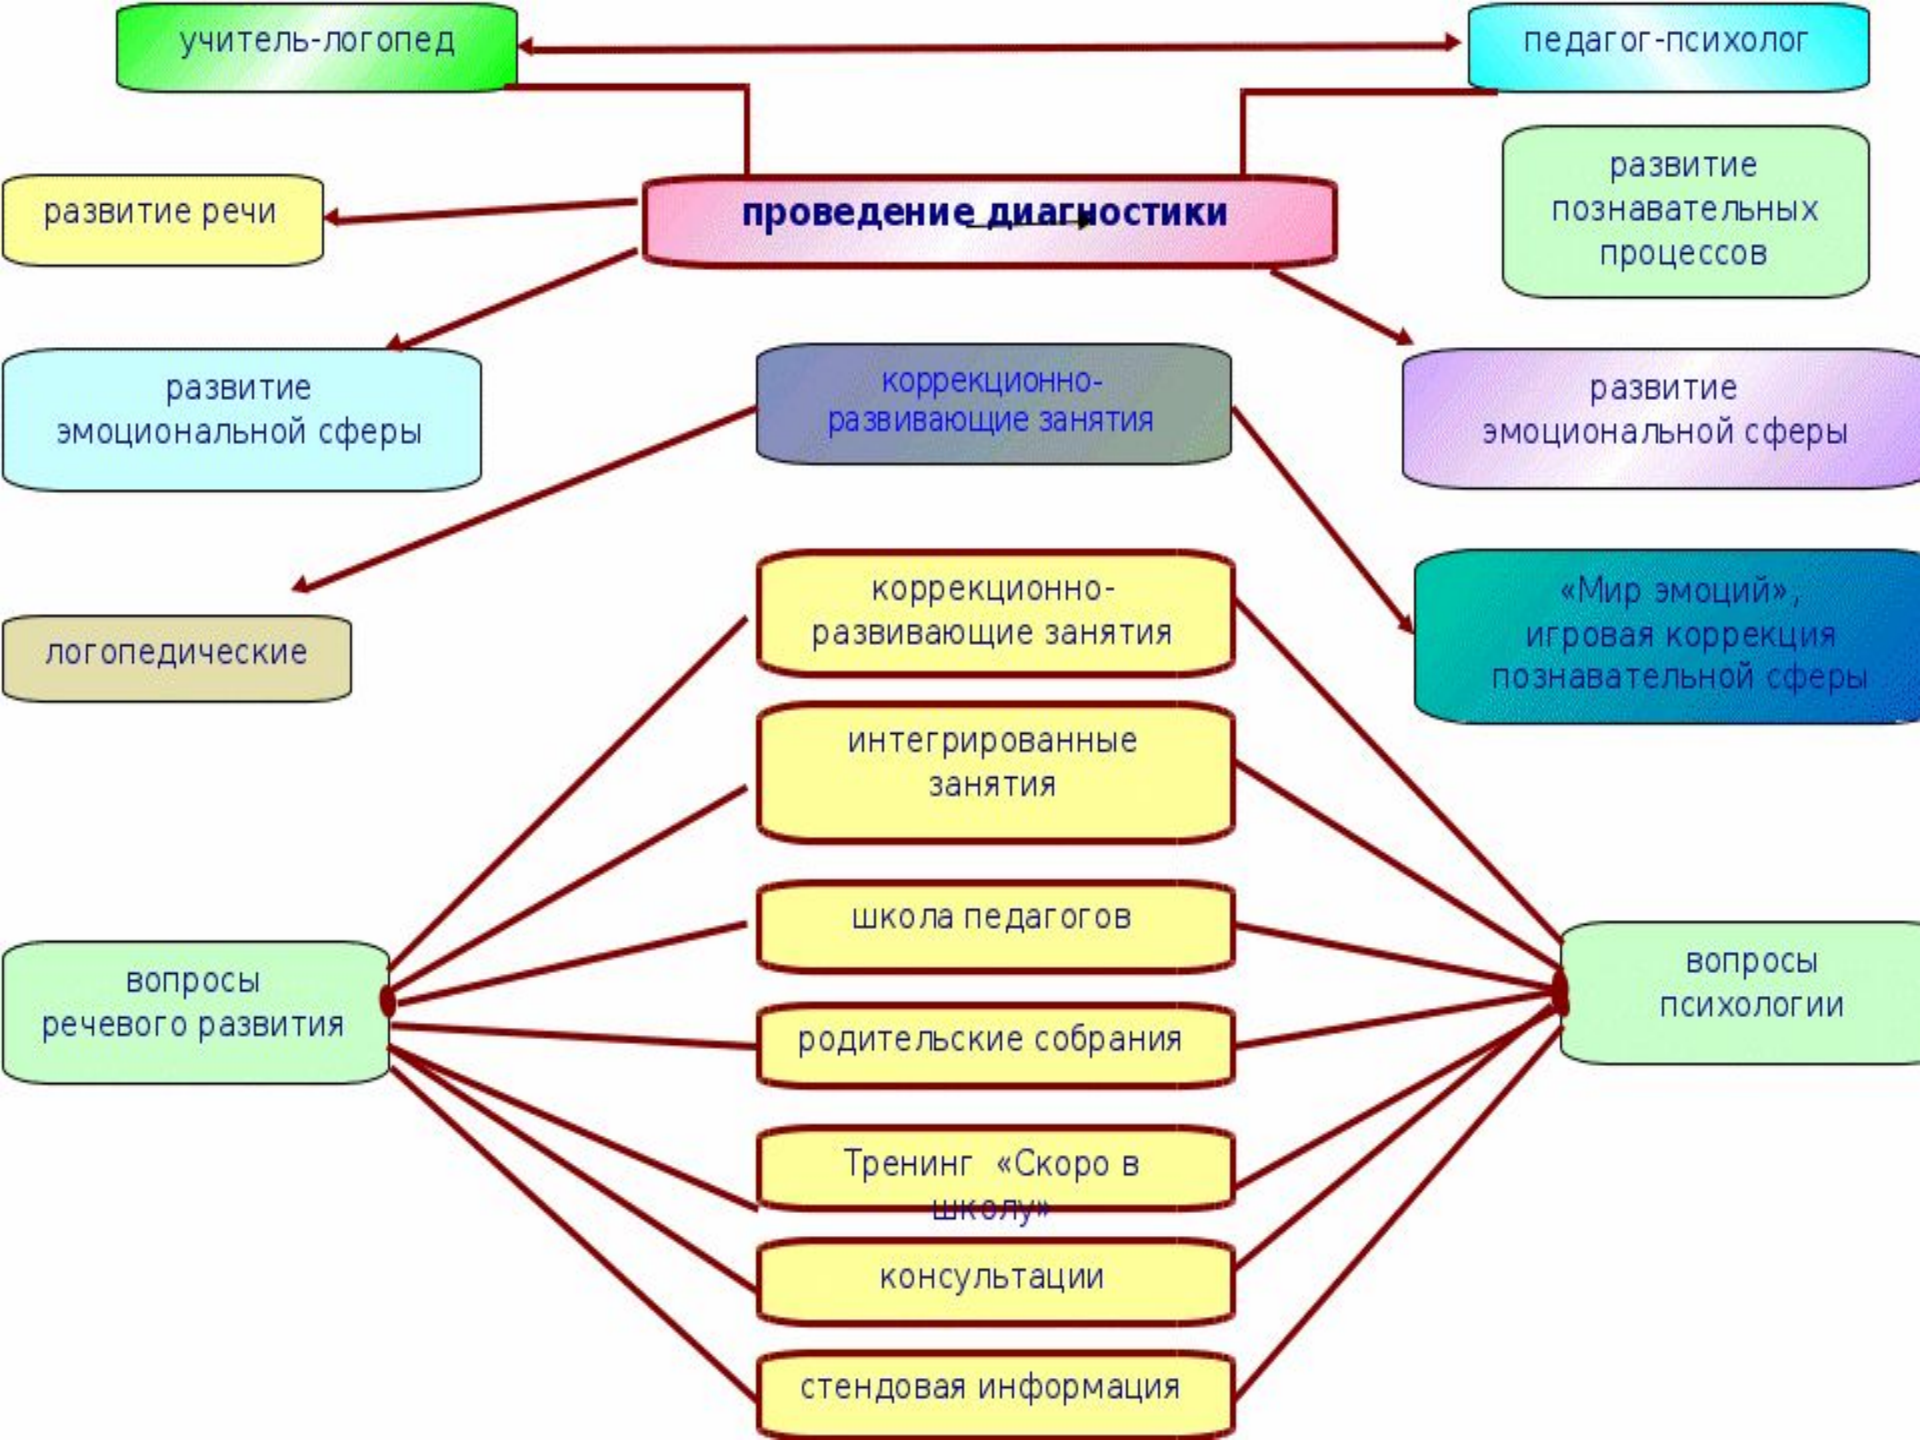 учитель-логопед
педагог-психолог
развитие речи
проведение диагностики
развитие
познавательных
процессов
развитие
эмоциональной сферы
коррекционно-
развивающие занятия
развитие
эмоциональной сферы
логопедические
коррекционно-
развивающие занятия
«Мир эмоций»,
игровая коррекция
познавательной сферы
интегрированные
занятия
школа педагогов
вопросы
речевого развития
вопросы
психологии
родительские собрания
Тренинг «Скоро в
школу»
консультации
стендовая информация